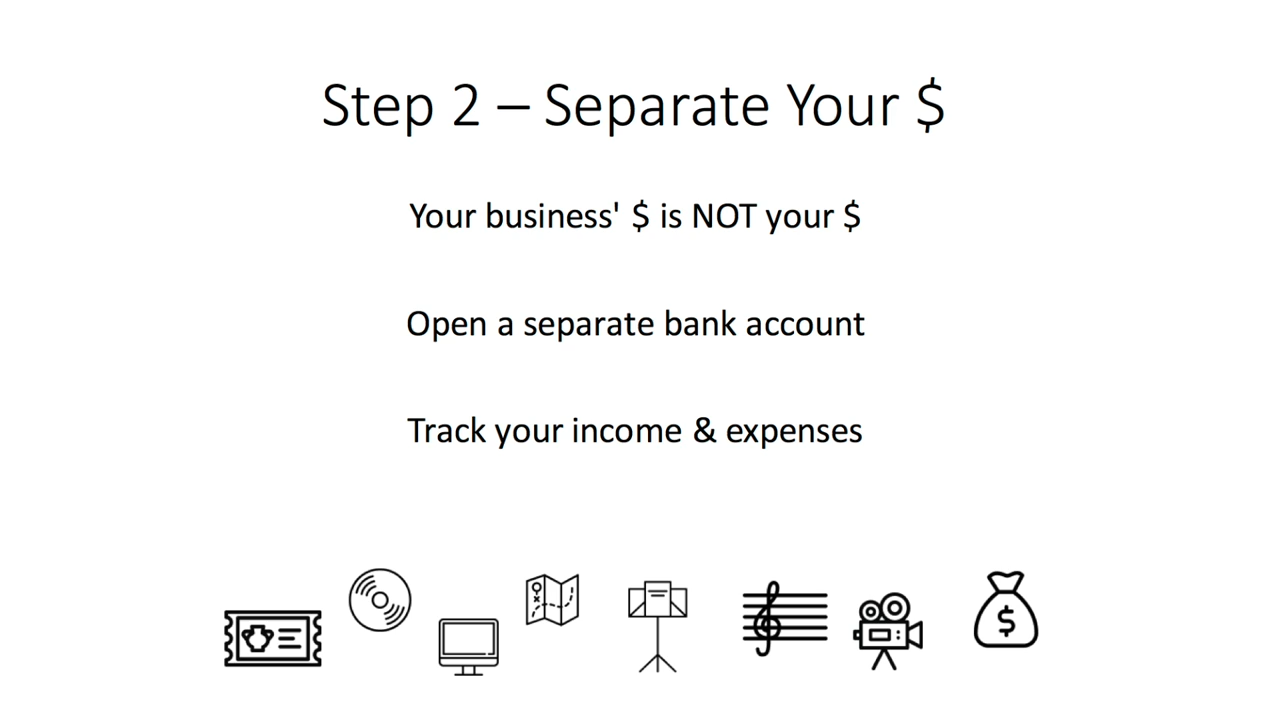 Step 2 – Separate Your $
Your business' $ is NOT your $
Open a separate bank account
Track your income & expenses
$